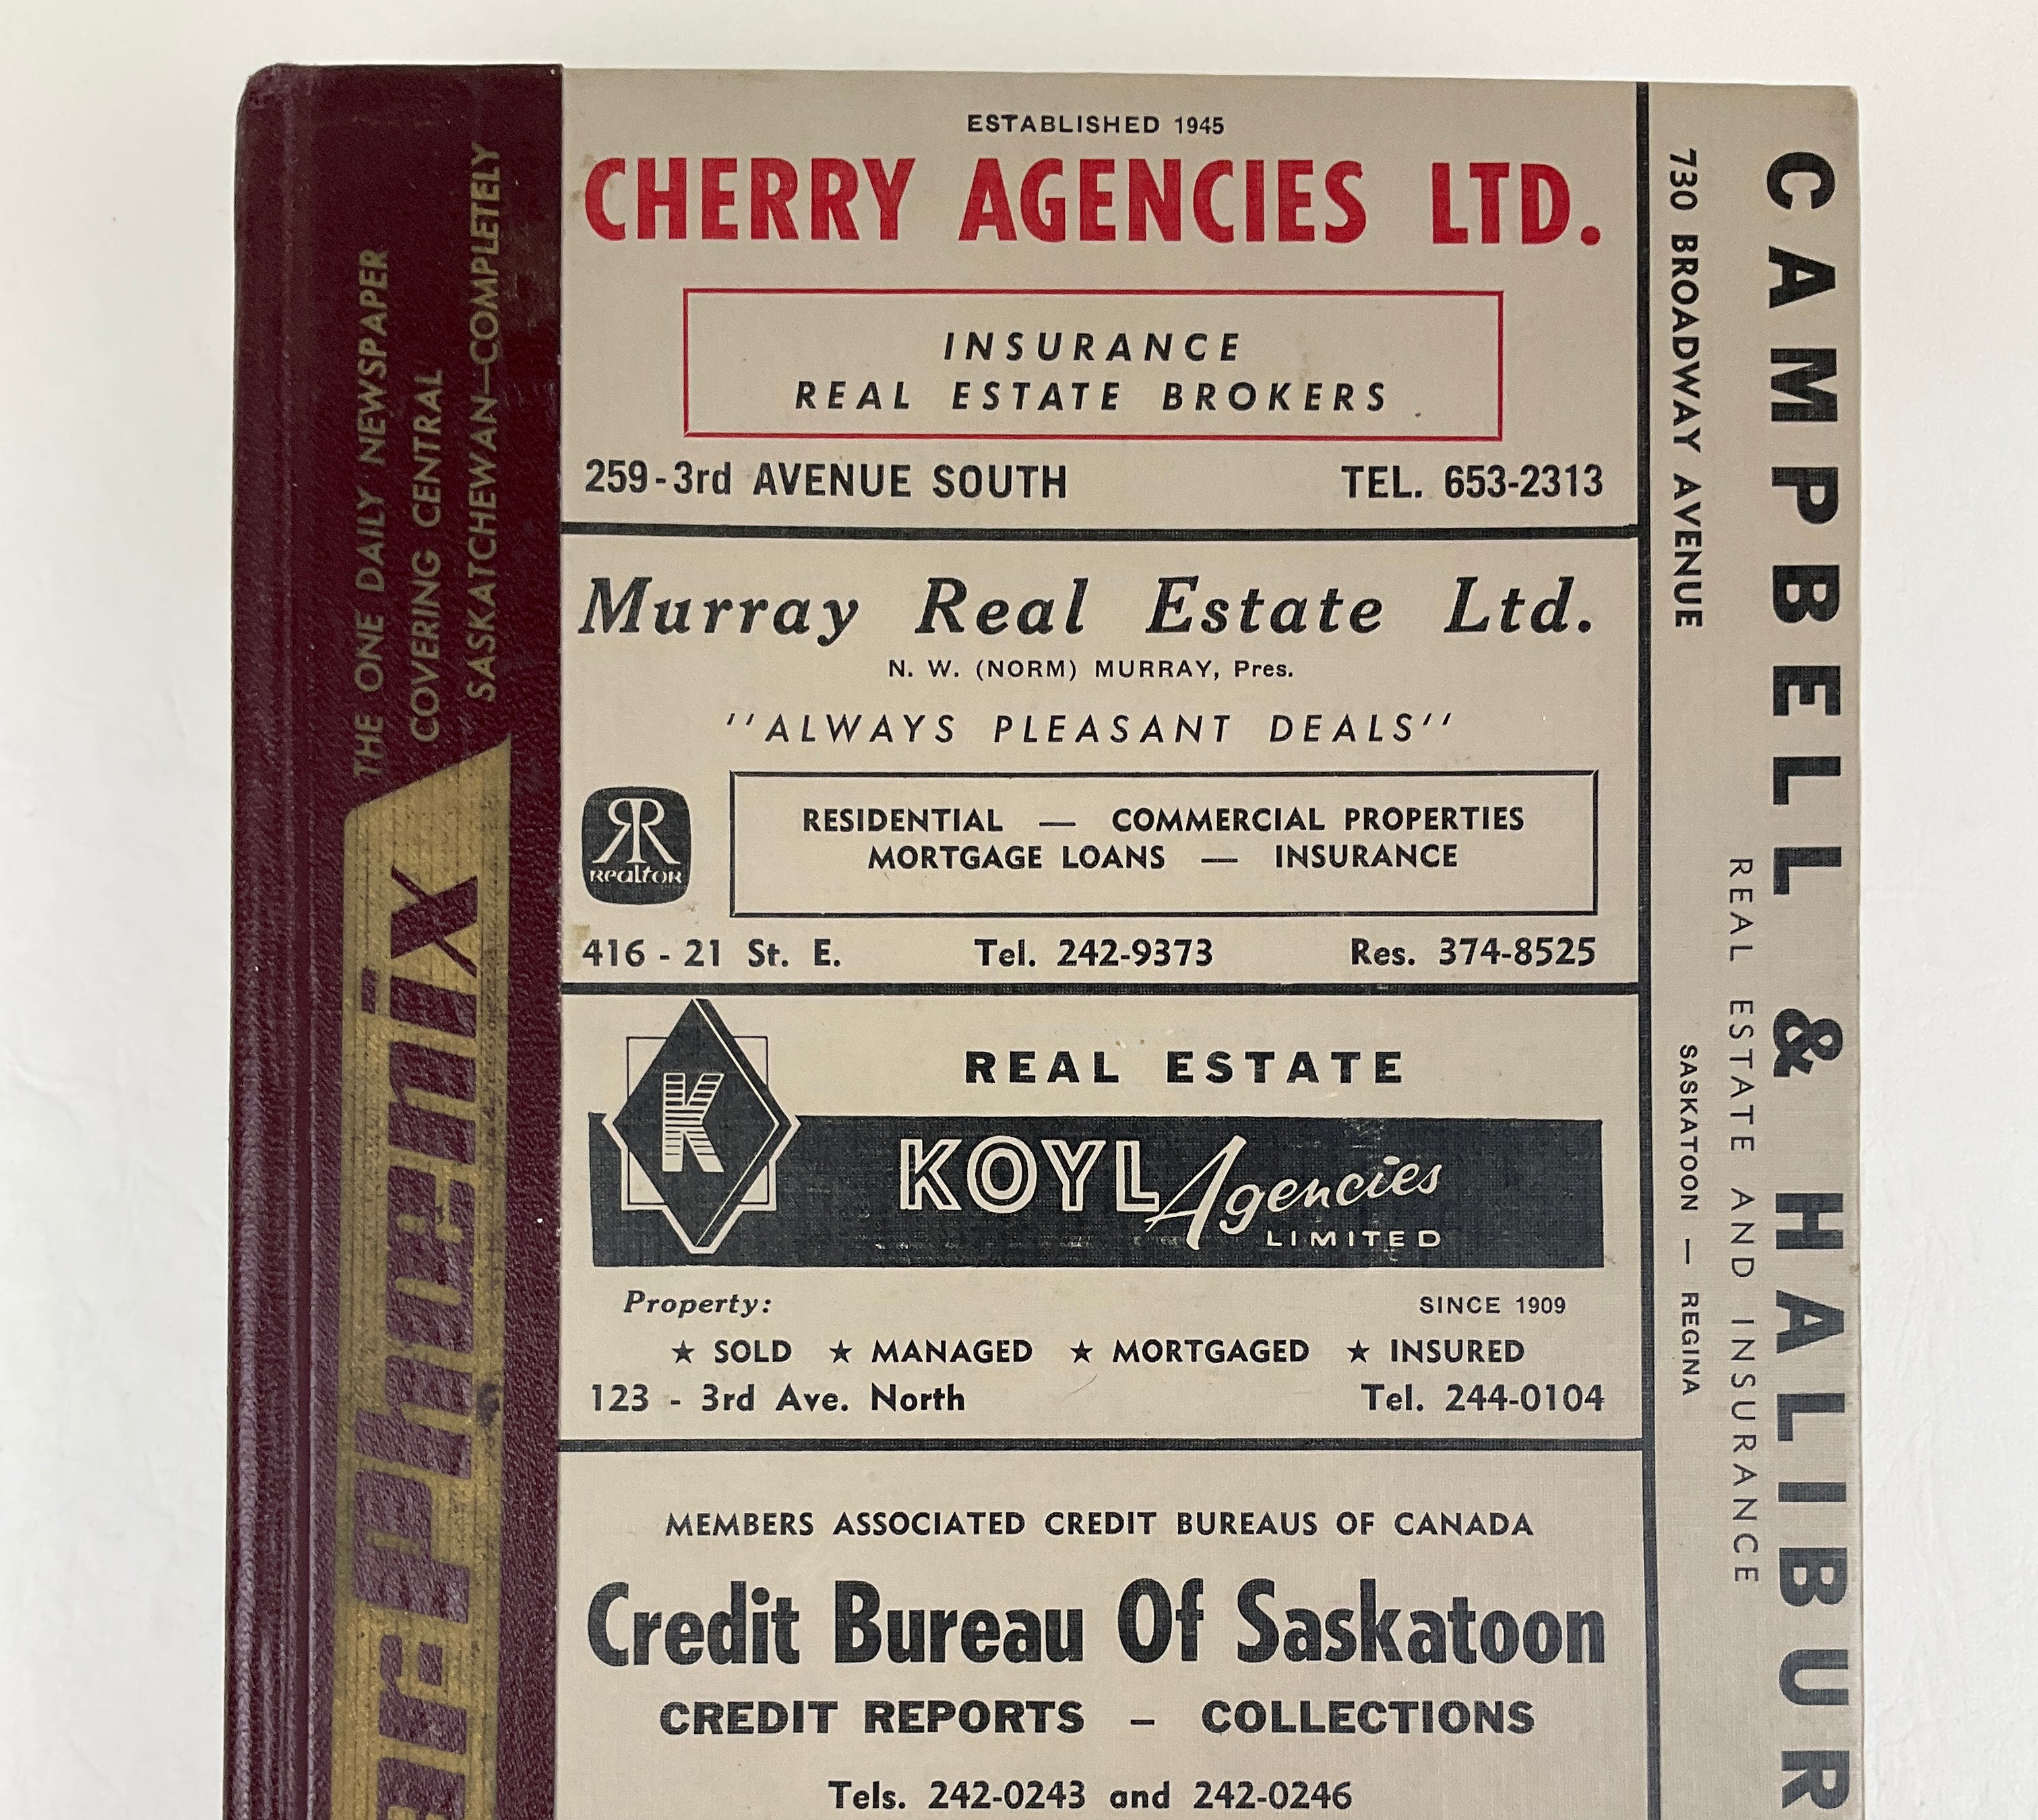 THE ONE DAILY NEWSPAPER
COVERING CENTRAL
SASKATCHEWAN—COMPLETELY
Phoenix
ESTABLISHED 1945
CHERRY AGENCIES LTD.
INSURANCE
REAL ESTATE BROKERS
259-3rd AVENUE SOUTH TEL. 653-2313
Murray Real Estate Ltd.
N. W. (NORM) MURRAY, Pres.
"ALWAYS PLEASANT DEALS"
RR
Realtor
RESIDENTIAL — COMMERCIAL PROPERTIES
MORTGAGE LOANS — INSURANCE
416 - 21 St. E. Tel. 242-9373 Res. 374-8525
K
REAL ESTATE
KOYL Agencies
LIMITED
Property: SINCE 1909
★ SOLD ★ MANAGED ★ MORTGAGED ★ INSURED
123 - 3rd Ave. North Tel. 244-0104
MEMBERS ASSOCIATED CREDIT BUREAUS OF CANADA
Credit Bureau Of Saskatoon
CREDIT REPORTS – COLLECTIONS
Tels. 242-0243 and 242-0246
CAMPBELL & HALIBUR
REAL ESTATE AND INSURANCE
730 BROADWAY AVENUE
SASKATOON — REGINA